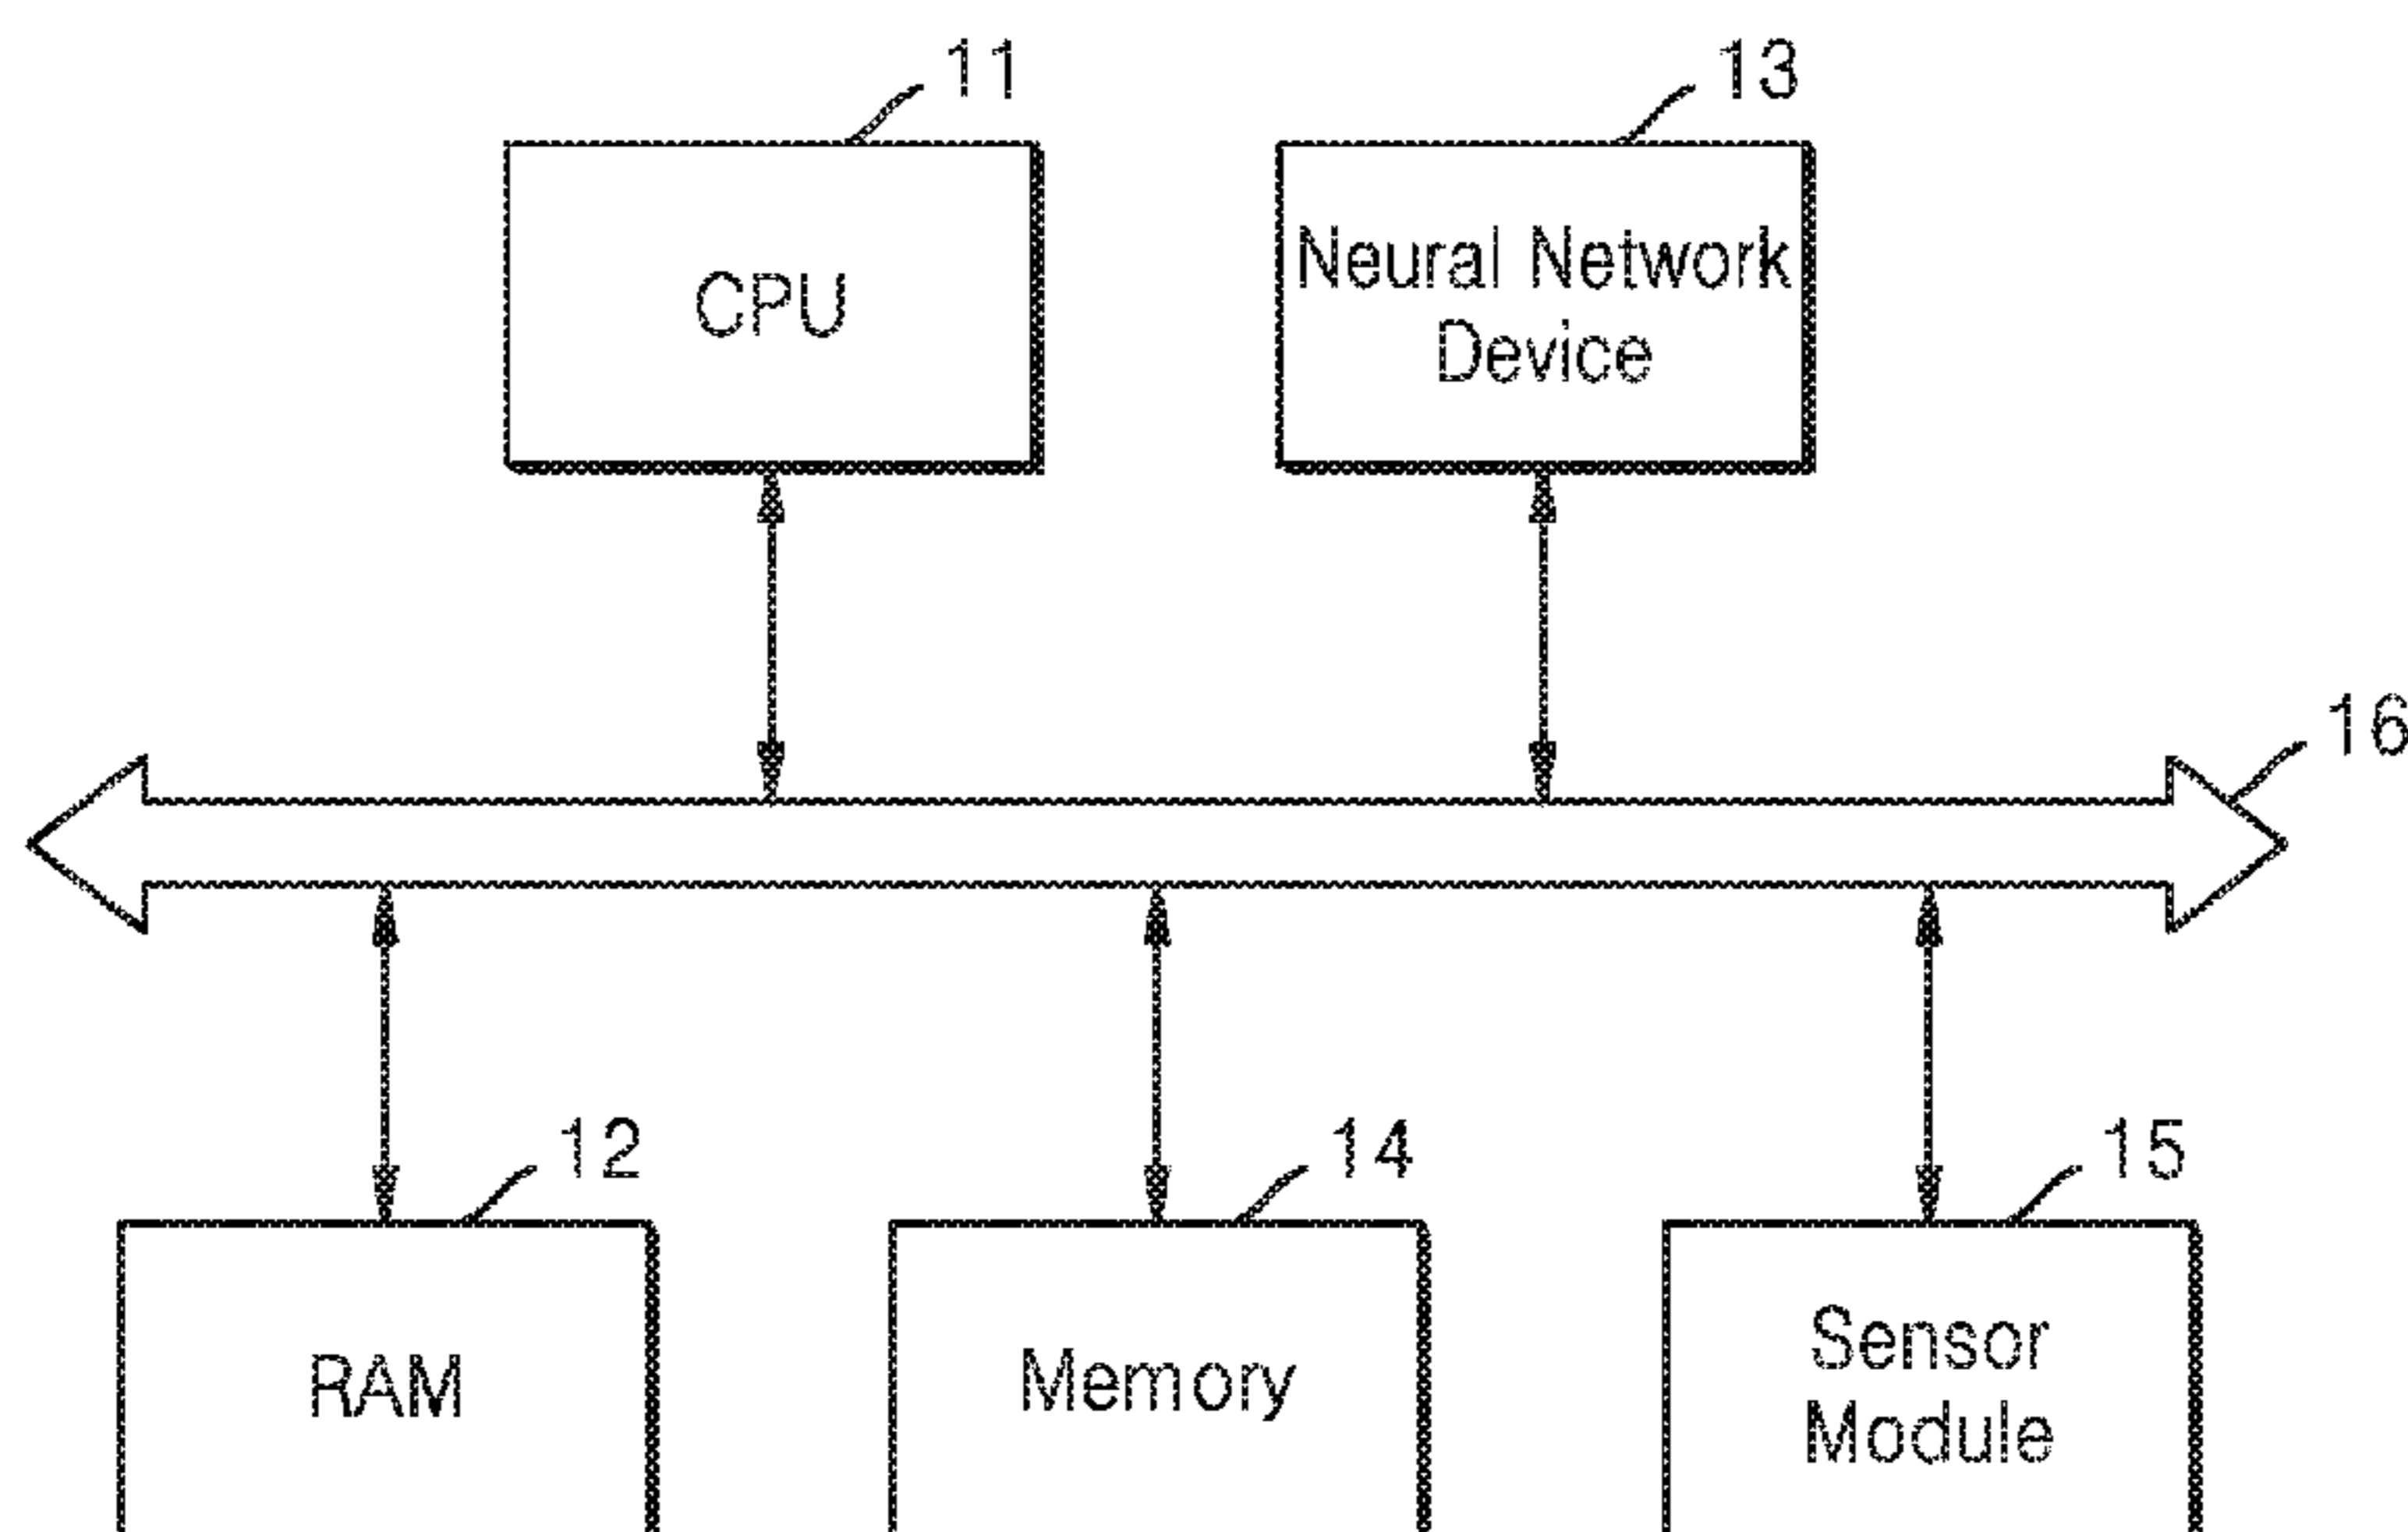 11
13
CPU
Neural Network
Device
16
12
14
15
RAM
Memory
Sensor
Module